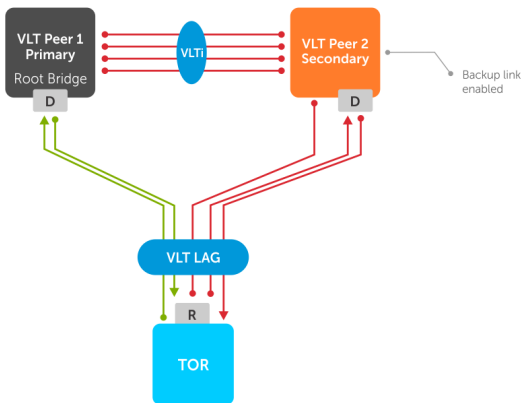 VLT Peer 1
Primary
Root Bridge
D
VLTi
VLT Peer 2
Secondary
D
Backup link
enabled
VLT LAG
R
TOR